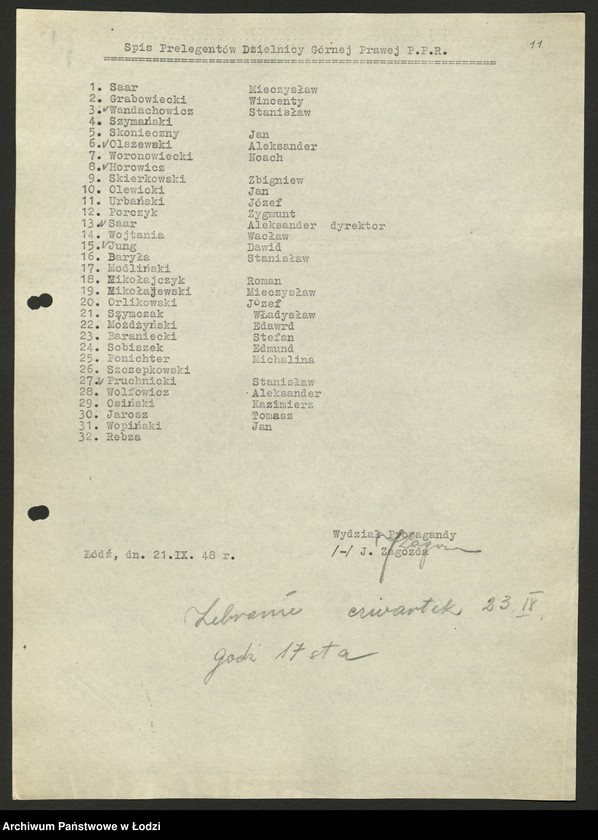 11
Spis Prelegentów Dzielnicy Górnej Prawej P.P.R.
1. Saar Mieczysław
2. Grabowiecki Wincenty
3. √ Wandachowicz Stanisław
4. Szymański
5. Skonieczny Jan
6. √ Olszewski Aleksander
7. Woronowiecki Noach
8. √ Horowicz
9. Skierkowski Zbigniew
10. Olewicki Jan
11. Urbański Józef
12. Porczyk Zygmunt
13. √ Saar Aleksander dyrektor
14. Wojtania Wacław
15. √ Jung Dawid
16. Baryła Stanisław
17. Modliński
18. Mikołajczyk Roman
19. Mikołajewski Mieczysław
20. Orlikowski Józef
21. Szymczak Władysław
22. Możdżyński Edawrd
23. Baraniecki Stefan
24. Sobiszek Edmund
25. Ponichter Michalina
26. Szczepkowski
27. √ Pruchnicki Stanisław
28. Wolfowicz Aleksander
29. Osiński Kazimierz
30. Jarosz Tomasz
31. Wopiński Jan
32. Rebza
Wydział Propagandy
Łódź, dn. 21.IX. 48 r. /-/ J. Zagozda
Zebranie czwartek 23 IX
godz 17 sta
Archiwum Państwowe w Łodzi